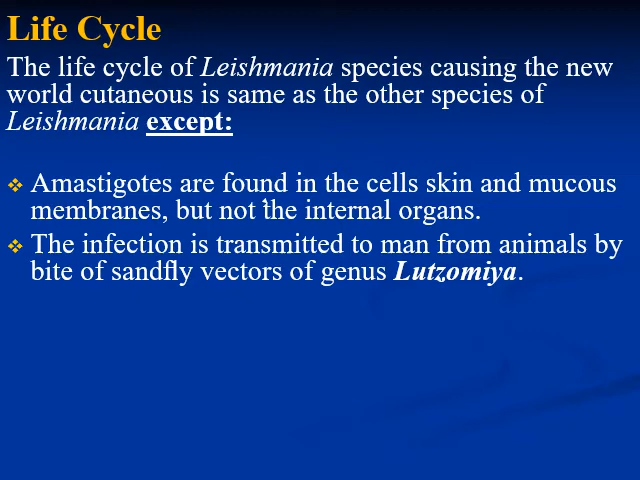 Life Cycle
The life cycle of Leishmania species causing the new
world cutaneous is same as the other species of
Leishmania except:
❖ Amastigotes are found in the cells skin and mucous
membranes, but not the internal organs.
❖ The infection is transmitted to man from animals by
bite of sandfly vectors of genus Lutzomiya.